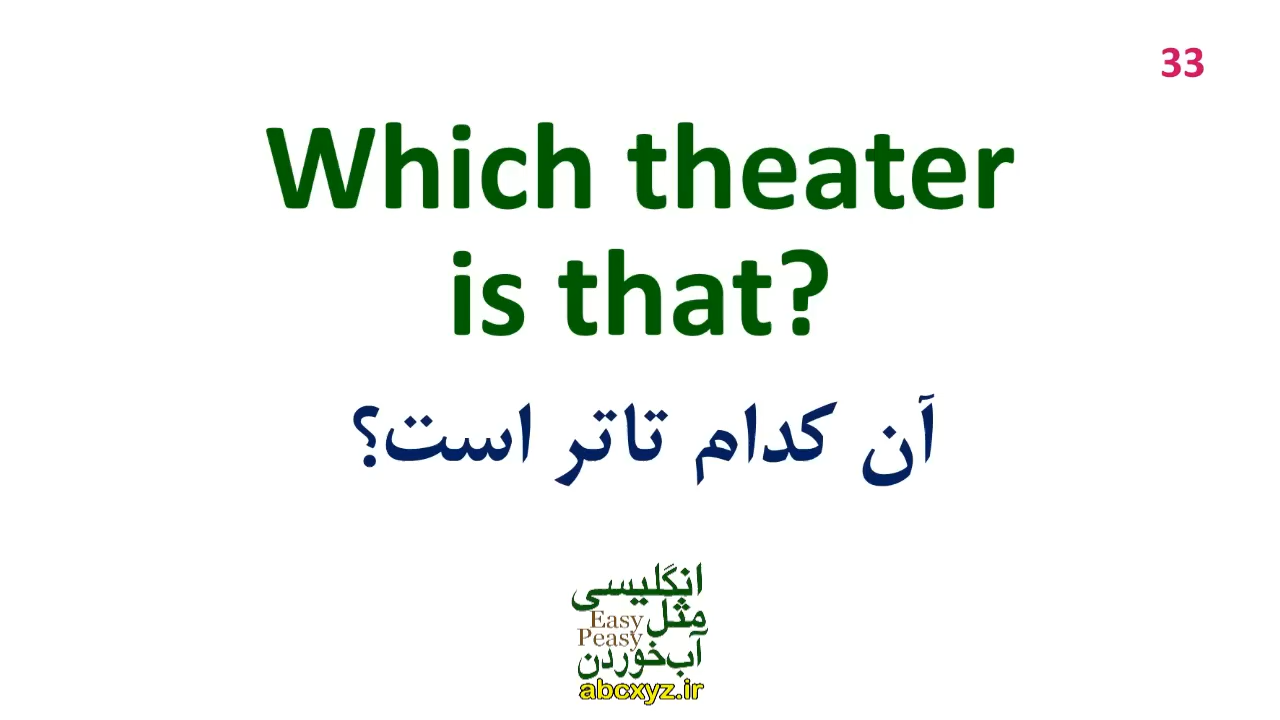 33
Which theater
is that?
آن کدام تاتر است؟
انگلیسی
مثل
Easy
Peasy
آب‌خوردن
abcxyz.ir